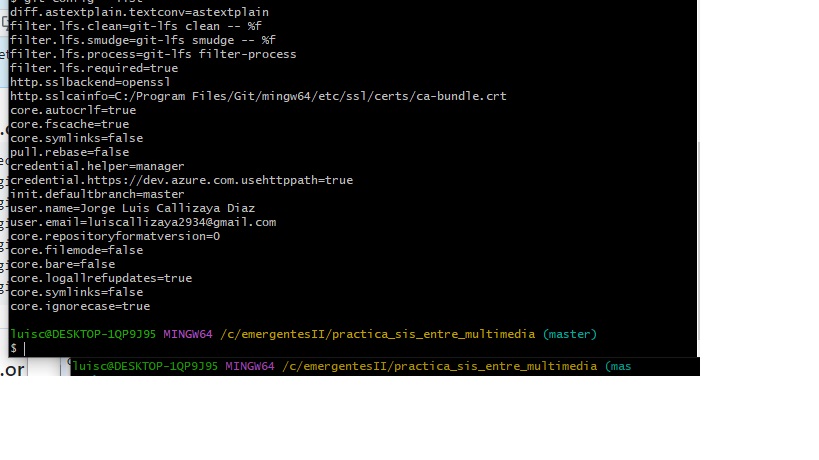 $ git config --list
diff.astextplain.textconv=astextplain
filter.lfs.clean=git-lfs clean -- %f
filter.lfs.smudge=git-lfs smudge -- %f
filter.lfs.process=git-lfs filter-process
filter.lfs.required=true
http.sslbackend=openssl
http.sslcainfo=C:/Program Files/Git/mingw64/etc/ssl/certs/ca-bundle.crt
core.autocrlf=true
core.fscache=true
core.symlinks=false
pull.rebase=false
credential.helper=manager
credential.https://dev.azure.com.usehttppath=true
init.defaultbranch=master
user.name=Jorge Luis Callizaya Diaz
user.email=luiscallizaya2934@gmail.com
core.repositoryformatversion=0
core.filemode=false
core.bare=false
core.logallrefupdates=true
core.symlinks=false
core.ignorecase=true
luisc@DESKTOP-1QP9J95 MINGW64 /c/emergentesII/practica_sis_entre_multimedia (master)
$
luisc@DESKTOP-1QP9J95 MINGW64 /c/emergentesII/practica_sis_entre_multimedia (mas
.or